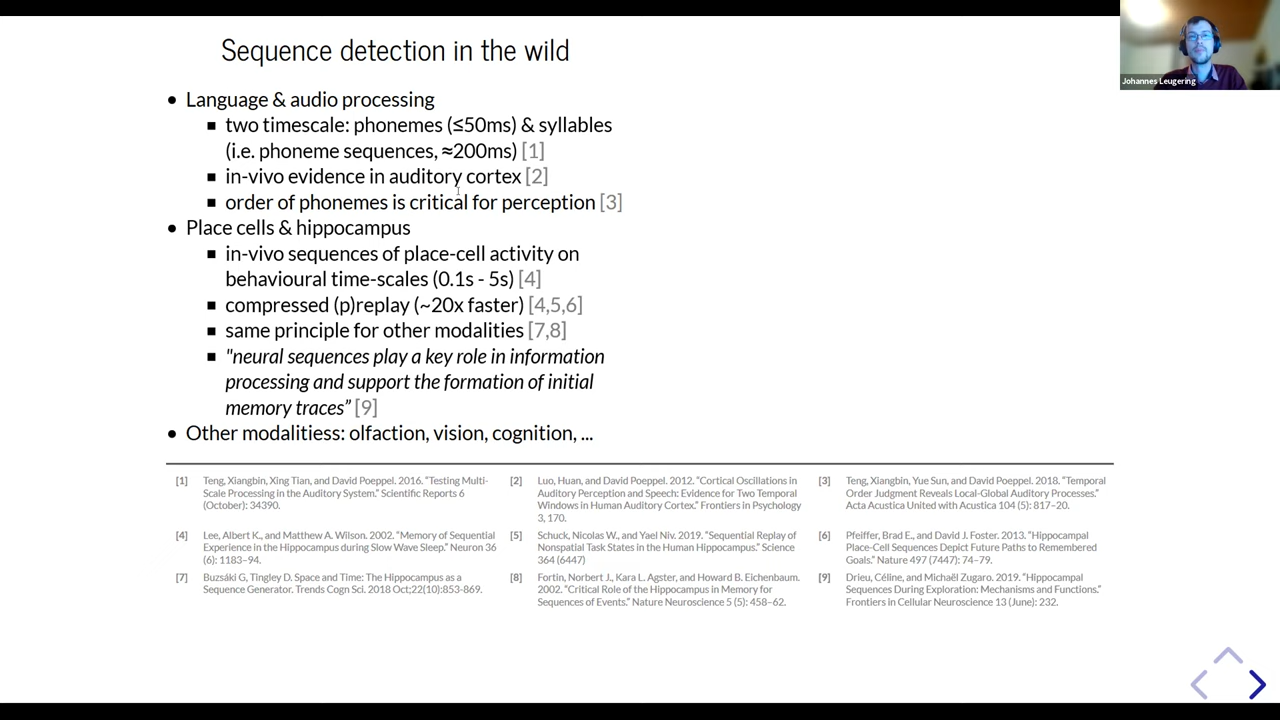 Sequence detection in the wild
Johannes Leugering
• Language & audio processing
▪ two timescale: phonemes (≤50ms) & syllables
(i.e. phoneme sequences, ≈200ms) [1]
▪ in-vivo evidence in auditory cortex [2]
▪ order of phonemes is critical for perception [3]
• Place cells & hippocampus
▪ in-vivo sequences of place-cell activity on
behavioural time-scales (0.1s - 5s) [4]
▪ compressed (p)replay (~20x faster) [4,5,6]
▪ same principle for other modalities [7,8]
▪ "neural sequences play a key role in information
processing and support the formation of initial
memory traces” [9]
• Other modalitiess: olfaction, vision, cognition, ...
[1] Teng, Xiangbin, Xing Tian, and David Poeppel. 2016. “Testing Multi-
Scale Processing in the Auditory System.” Scientific Reports 6
(October): 34390.
[2] Luo, Huan, and David Poeppel. 2012. “Cortical Oscillations in
Auditory Perception and Speech: Evidence for Two Temporal
Windows in Human Auditory Cortex.” Frontiers in Psychology
3, 170.
[3] Teng, Xiangbin, Yue Sun, and David Poeppel. 2018. “Temporal
Order Judgment Reveals Local-Global Auditory Processes.”
Acta Acustica United with Acustica 104 (5): 817–20.
[4] Lee, Albert K., and Matthew A. Wilson. 2002. “Memory of Sequential
Experience in the Hippocampus during Slow Wave Sleep.” Neuron 36
(6): 1183–94.
[5] Schuck, Nicolas W., and Yael Niv. 2019. “Sequential Replay of
Nonspatial Task States in the Human Hippocampus.” Science
364 (6447)
[6] Pfeiffer, Brad E., and David J. Foster. 2013. “Hippocampal
Place-Cell Sequences Depict Future Paths to Remembered
Goals.” Nature 497 (7447): 74–79.
[7] Buzsáki G, Tingley D. Space and Time: The Hippocampus as a
Sequence Generator. Trends Cogn Sci. 2018 Oct;22(10):853-869.
[8] Fortin, Norbert J., Kara L. Agster, and Howard B. Eichenbaum.
2002. “Critical Role of the Hippocampus in Memory for
Sequences of Events.” Nature Neuroscience 5 (5): 458–62.
[9] Drieu, Céline, and Michaël Zugaro. 2019. “Hippocampal
Sequences During Exploration: Mechanisms and Functions.”
Frontiers in Cellular Neuroscience 13 (June): 232.